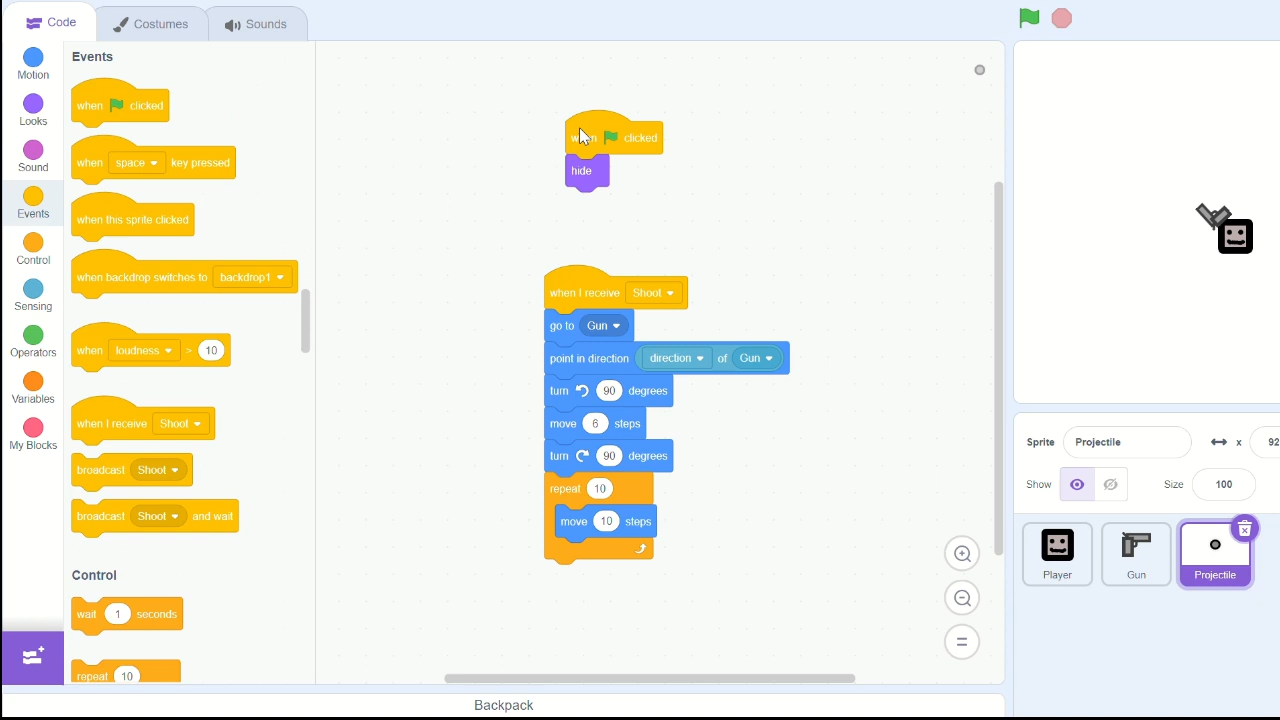 Code
Costumes
Sounds
Motion
Looks
Sound
Events
Control
Sensing
Operators
Variables
My Blocks
Events
when clicked
when space key pressed
when this sprite clicked
when backdrop switches to backdrop1
when loudness > 10
when I receive Shoot
broadcast Shoot
broadcast Shoot and wait
Control
wait 1 seconds
repeat 10
when clicked
hide
when I receive Shoot
go to Gun
point in direction direction of Gun
turn 90 degrees
move 6 steps
turn 90 degrees
repeat 10
move 10 steps
Backpack
Sprite Projectile x 92
Show Size 100
Player
Gun
Projectile